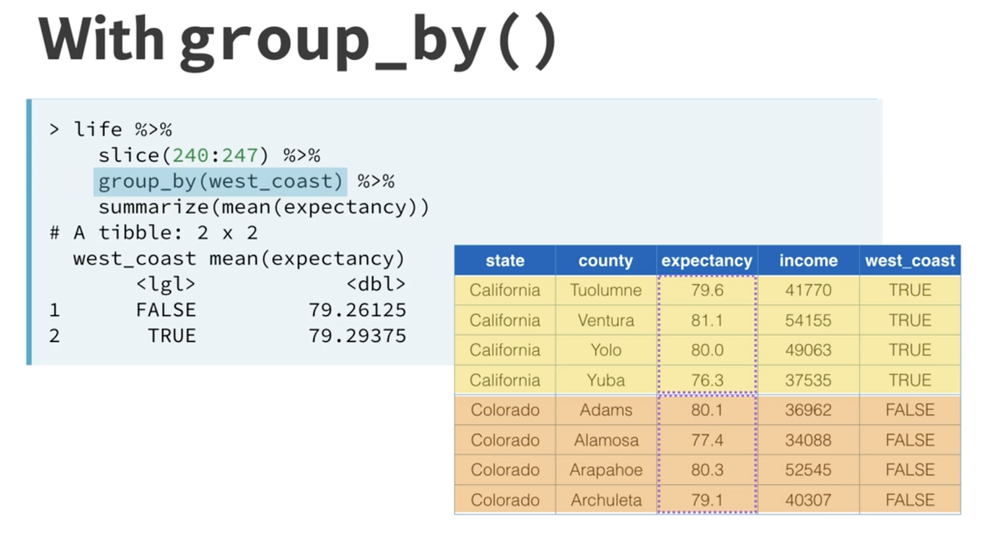 With group_by()
> life %>%
slice(240:247) %>%
group_by(west_coast) %>%
summarize(mean(expectancy))
# A tibble: 2 x 2
west_coast mean(expectancy)
<lgl> <dbl>
1 FALSE 79.26125
2 TRUE 79.29375
state county expectancy income west_coast
California Tuolumne 79.6 41770 TRUE
California Ventura 81.1 54155 TRUE
California Yolo 80.0 49063 TRUE
California Yuba 76.3 37535 TRUE
Colorado Adams 80.1 36962 FALSE
Colorado Alamosa 77.4 34088 FALSE
Colorado Arapahoe 80.3 52545 FALSE
Colorado Archuleta 79.1 40307 FALSE